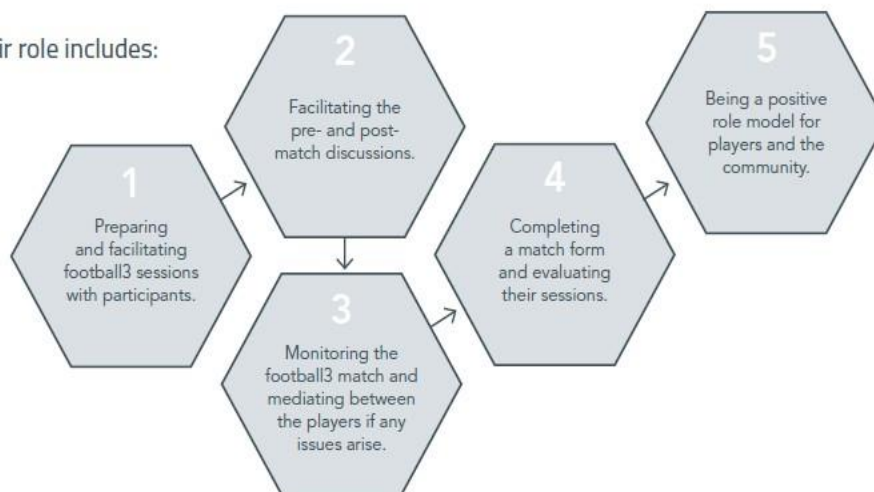 ir role includes:
1
Preparing
and facilitating
football3 sessions
with participants.
2
Facilitating the
pre- and post-
match discussions.
3
Monitoring the
football3 match and
mediating between
the players if any
issues arise.
4
Completing
a match form
and evaluating
their sessions.
5
Being a positive
role model for
players and the
community.